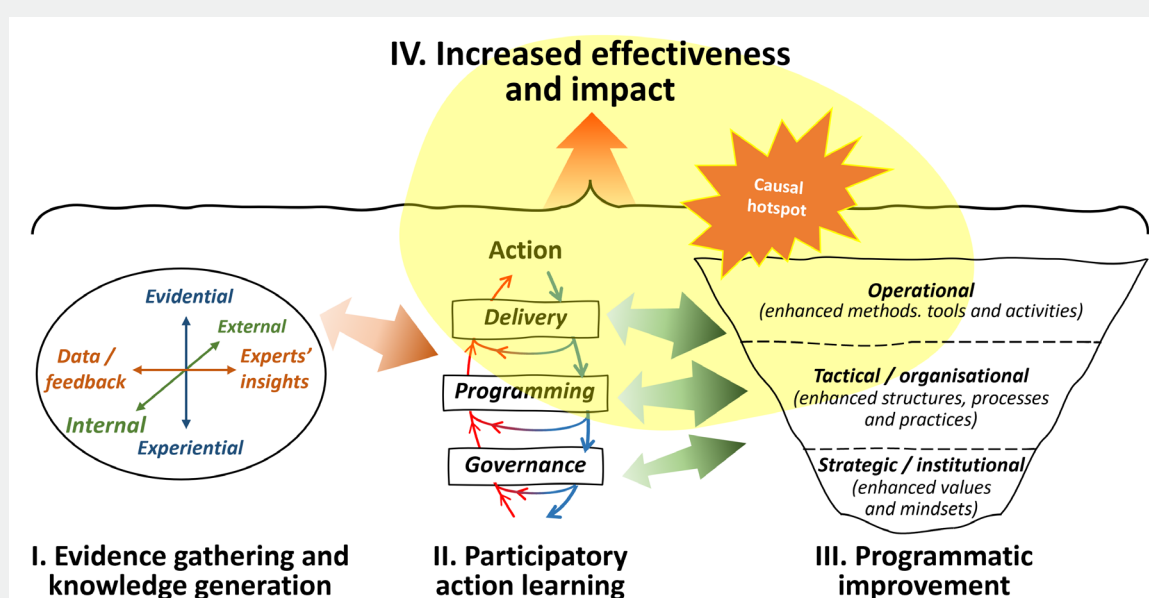 IV. Increased effectiveness
and impact
Causal
hotspot
Evidential
External
Data /
feedback
Experts’
insights
Internal
Experiential
Action
Delivery
Programming
Governance
Operational
(enhanced methods. tools and activities)
Tactical / organisational
(enhanced structures, processes
and practices)
Strategic / institutional
(enhanced values
and mindsets)
I. Evidence gathering and
knowledge generation
II. Participatory
action learning
III. Programmatic
improvement